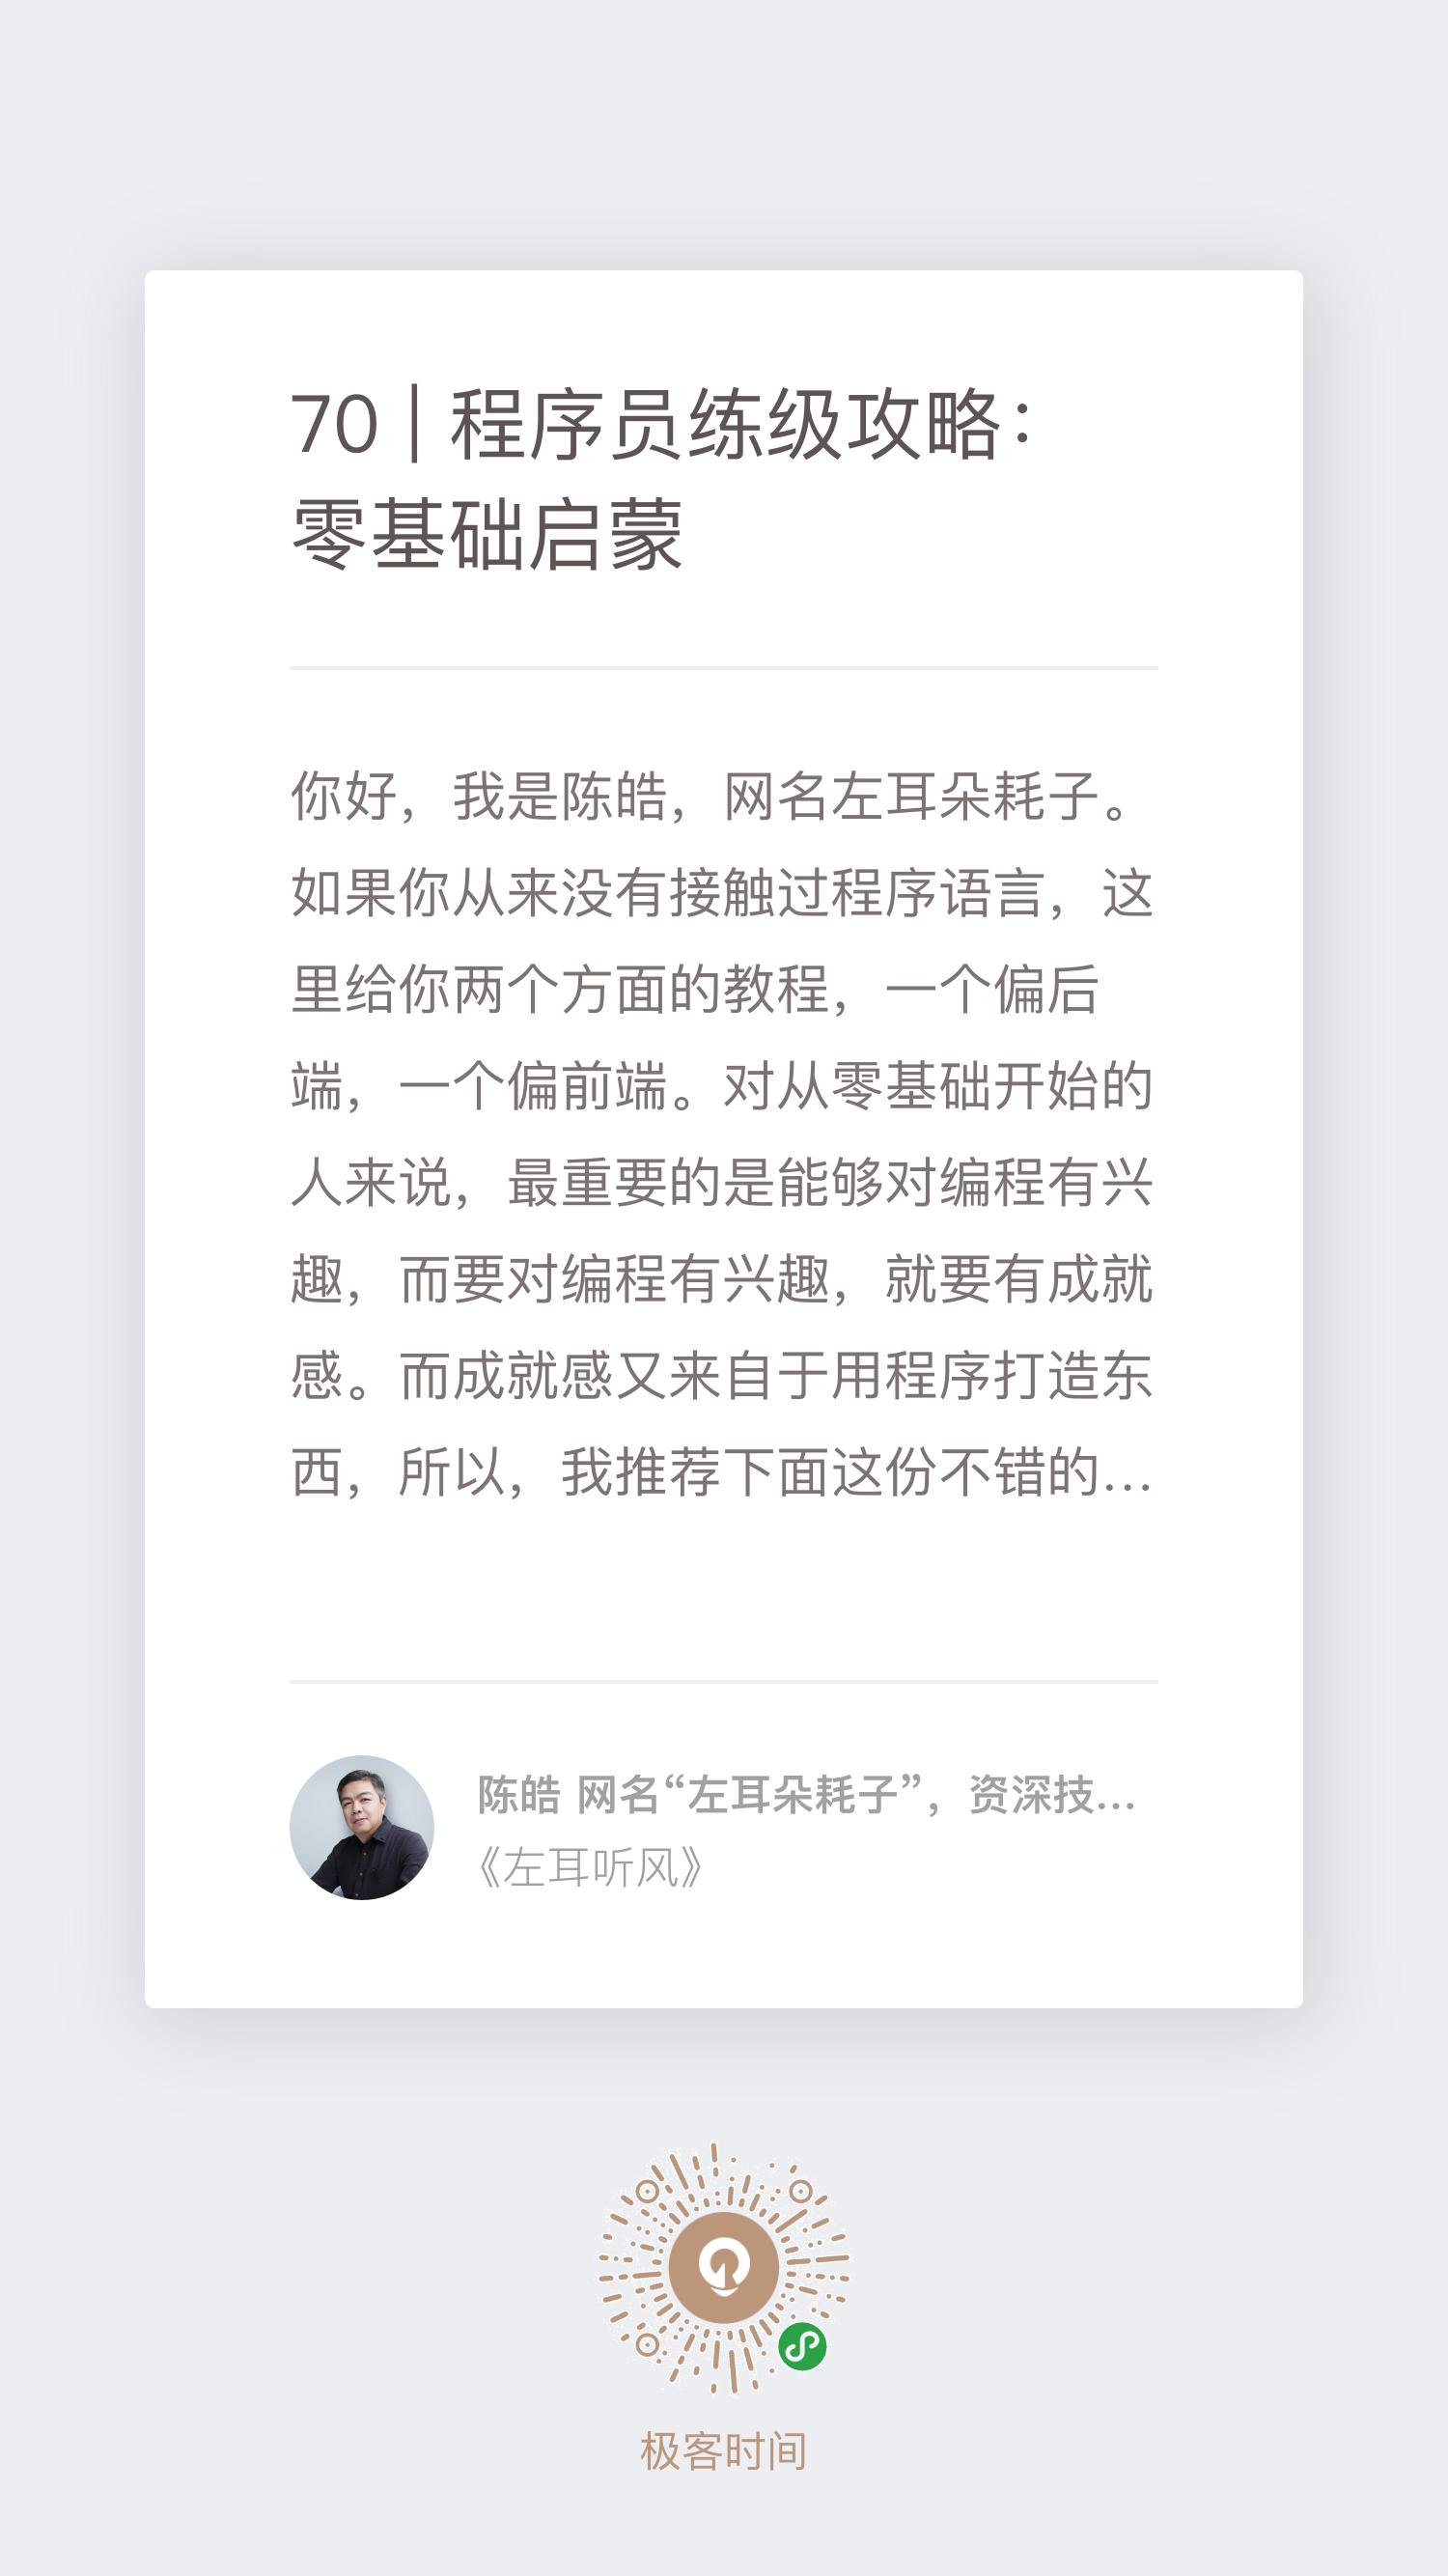 70 | 程序员练级攻略：
零基础启蒙
你好，我是陈皓，网名左耳朵耗子。
如果你从来没有接触过程序语言，这
里给你两个方面的教程，一个偏后
端，一个偏前端。对从零基础开始的
人来说，最重要的是能够对编程有兴
趣，而要对编程有兴趣，就要有成就
感。而成就感又来自于用程序打造东
西，所以，我推荐下面这份不错的...
陈皓 网名“左耳朵耗子”，资深技...
《左耳听风》
极客时间